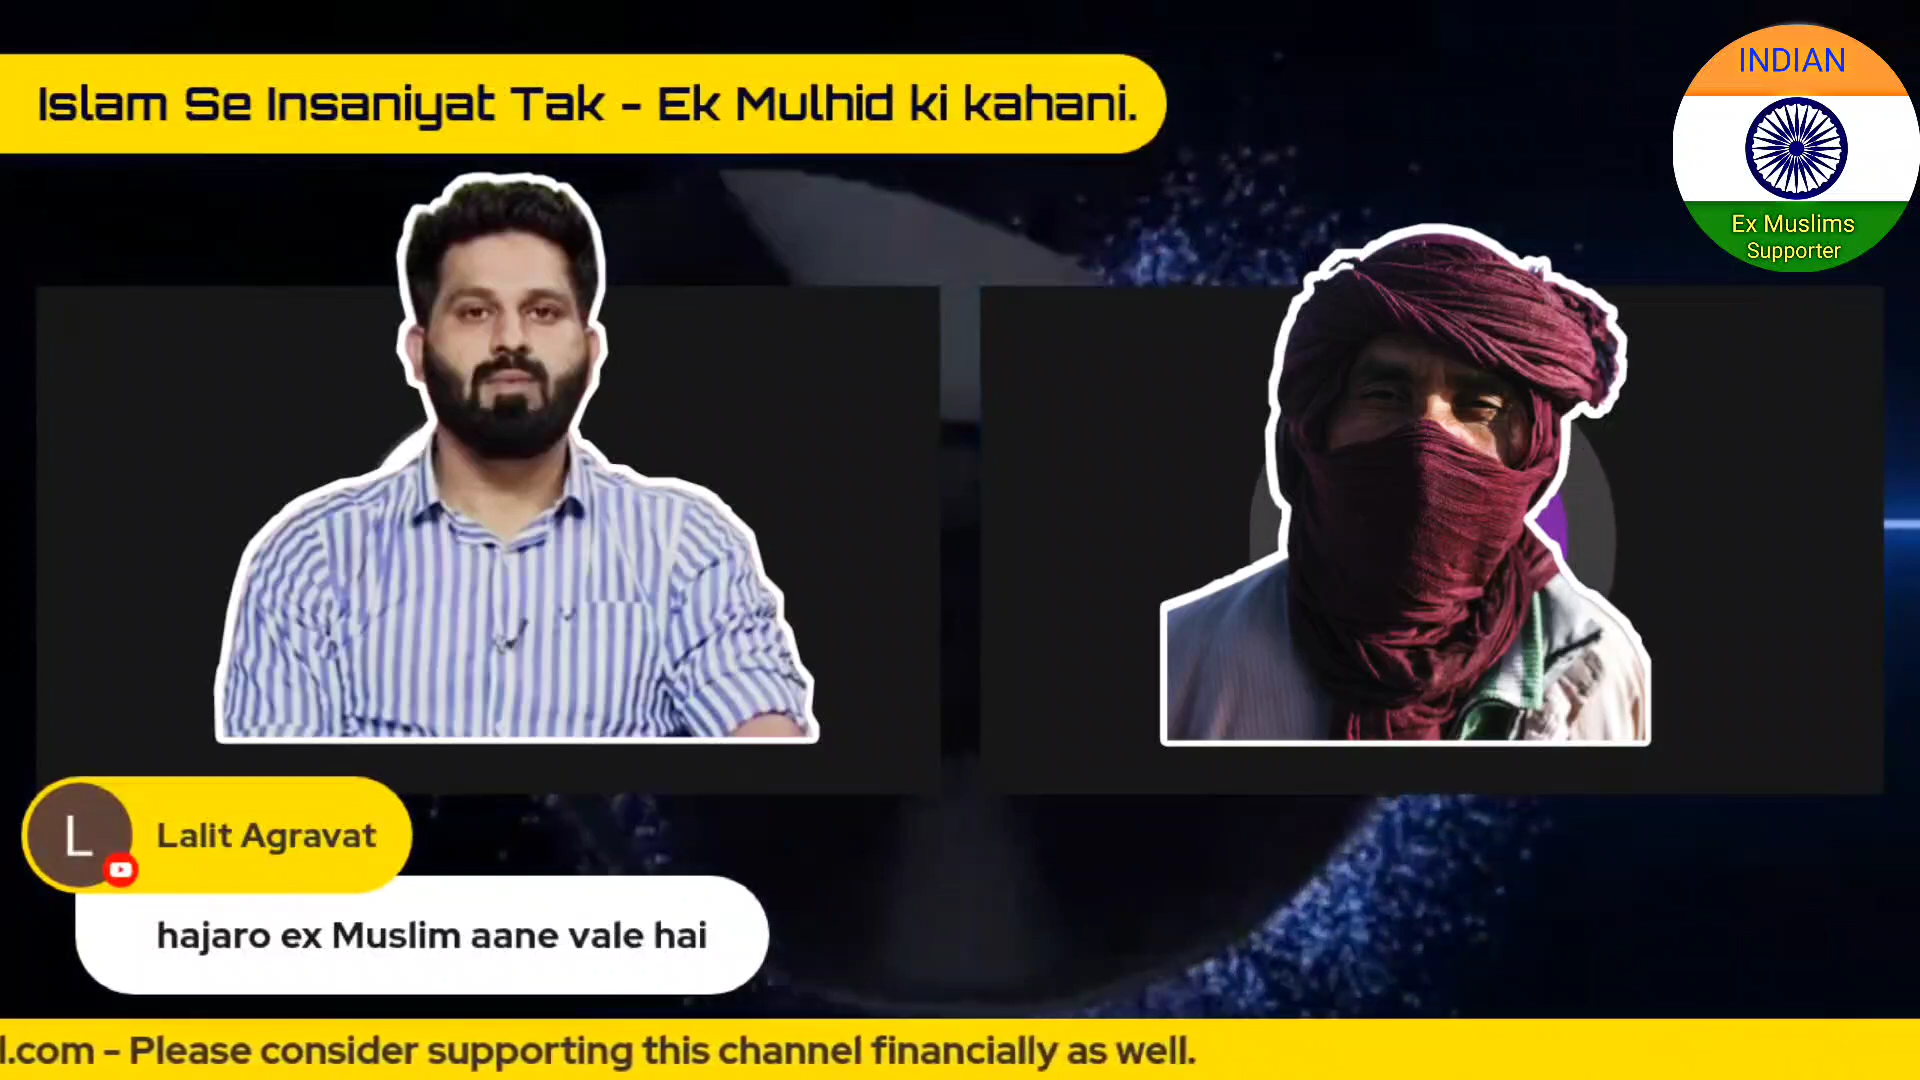 Islam Se Insaniyat Tak - Ek Mulhid ki kahani.
INDIAN
Ex Muslims
Supporter
L
Lalit Agravat
hajaro ex Muslim aane vale hai
l.com - Please consider supporting this channel financially as well.